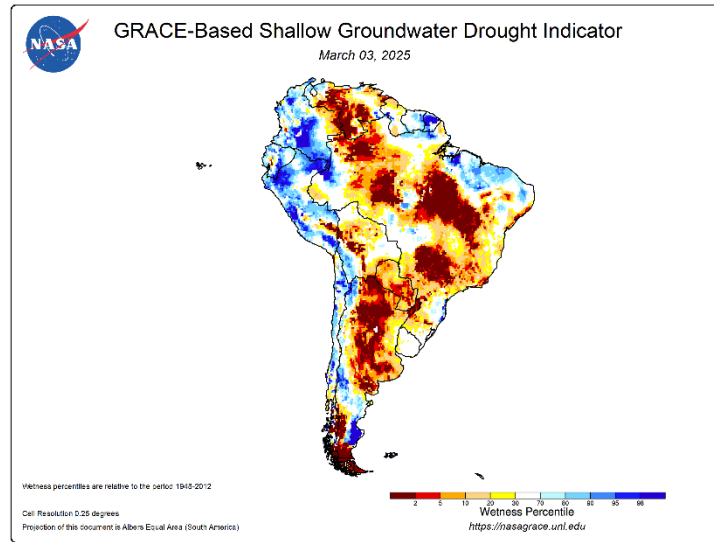 NASA
GRACE-Based Shallow Groundwater Drought Indicator
March 03, 2025
Wetness percentiles are relative to the period 1948-2012
Cell Resolution 0.25 degrees
Projection of this document is Albers Equal Area (South America)
2 5 10 20 30 70 80 90 95 98
Wetness Percentile
https://nasagrace.unl.edu